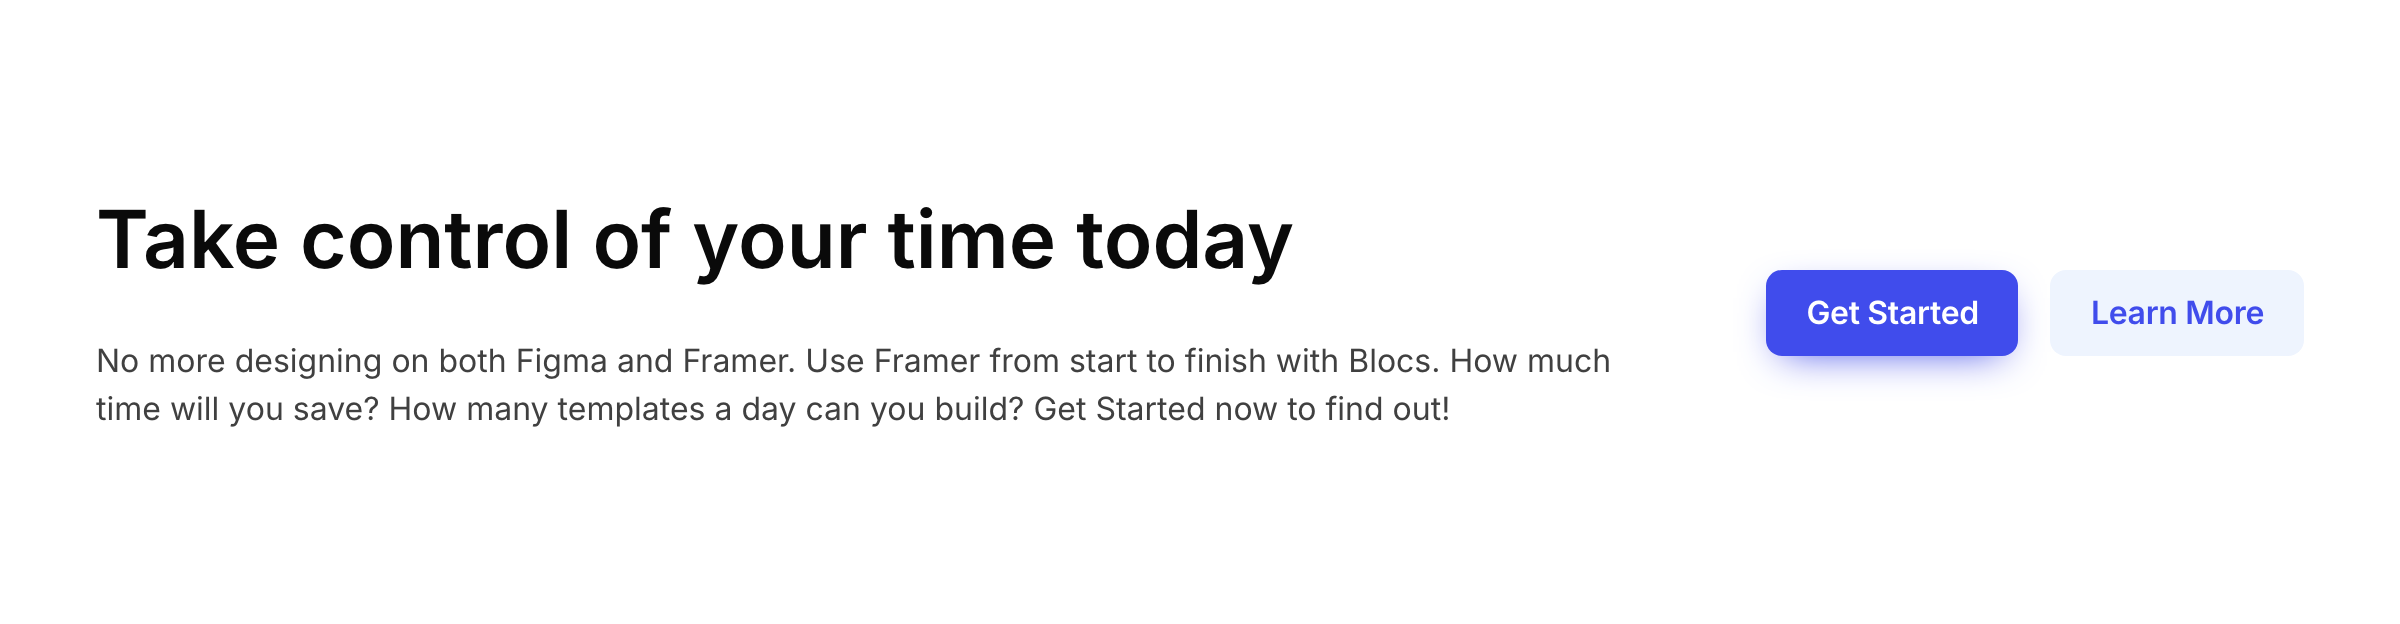 Take control of your time today
No more designing on both Figma and Framer. Use Framer from start to finish with Blocs. How much
time will you save? How many templates a day can you build? Get Started now to find out!
Get Started
Learn More